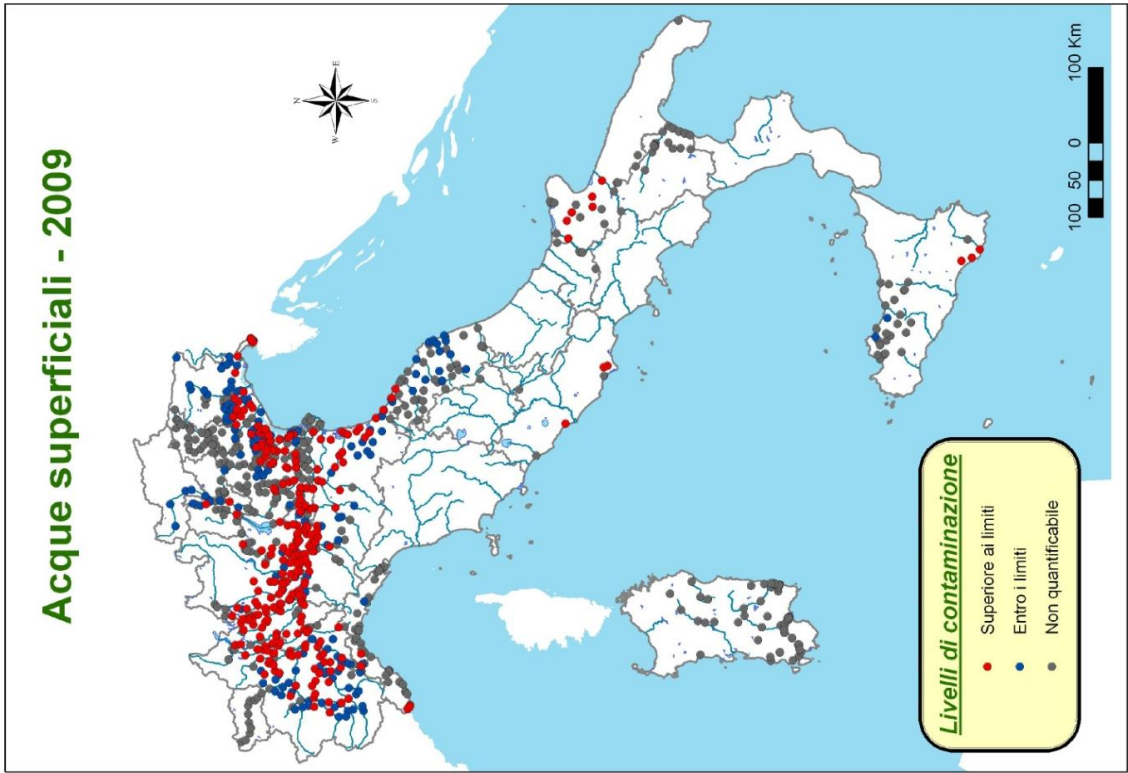 Acque superficiali - 2009
N
W
E
S
100
50
0
100 Km
Livelli di contaminazione
Superiore ai limiti
Entro i limiti
Non quantificabile